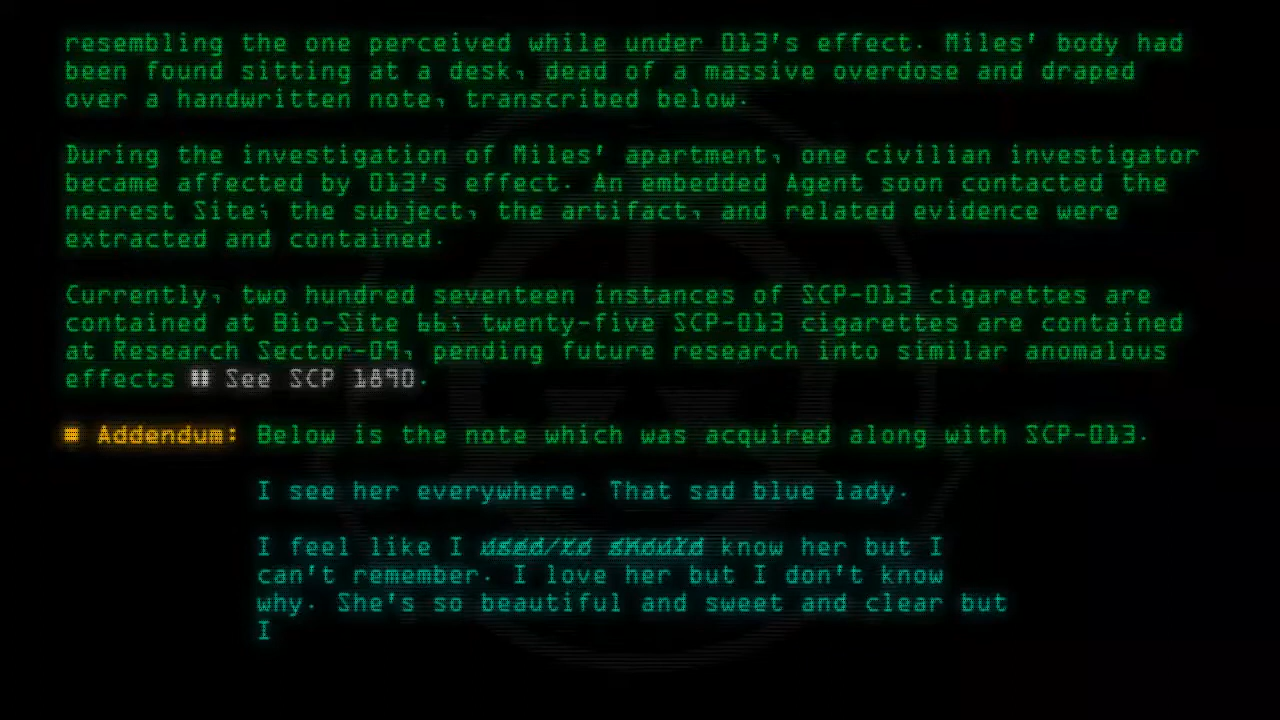 resembling the one perceived while under 013's effect. Miles' body had
been found sitting at a desk, dead of a massive overdose and draped
over a handwritten note, transcribed below.
During the investigation of Miles' apartment, one civilian investigator
became affected by 013's effect. An embedded Agent soon contacted the
nearest Site; the subject, the artifact, and related evidence were
extracted and contained.
Currently, two hundred seventeen instances of SCP-013 cigarettes are
contained at Bio-Site 66; twenty-five SCP-013 cigarettes are contained
at Research Sector-09, pending future research into similar anomalous
effects ## See SCP 1890.
# Addendum: Below is the note which was acquired along with SCP-013.
I see her everywhere. That sad blue lady.
I feel like I used/to should know her but I
can't remember. I love her but I don't know
why. She's so beautiful and sweet and clear but
I